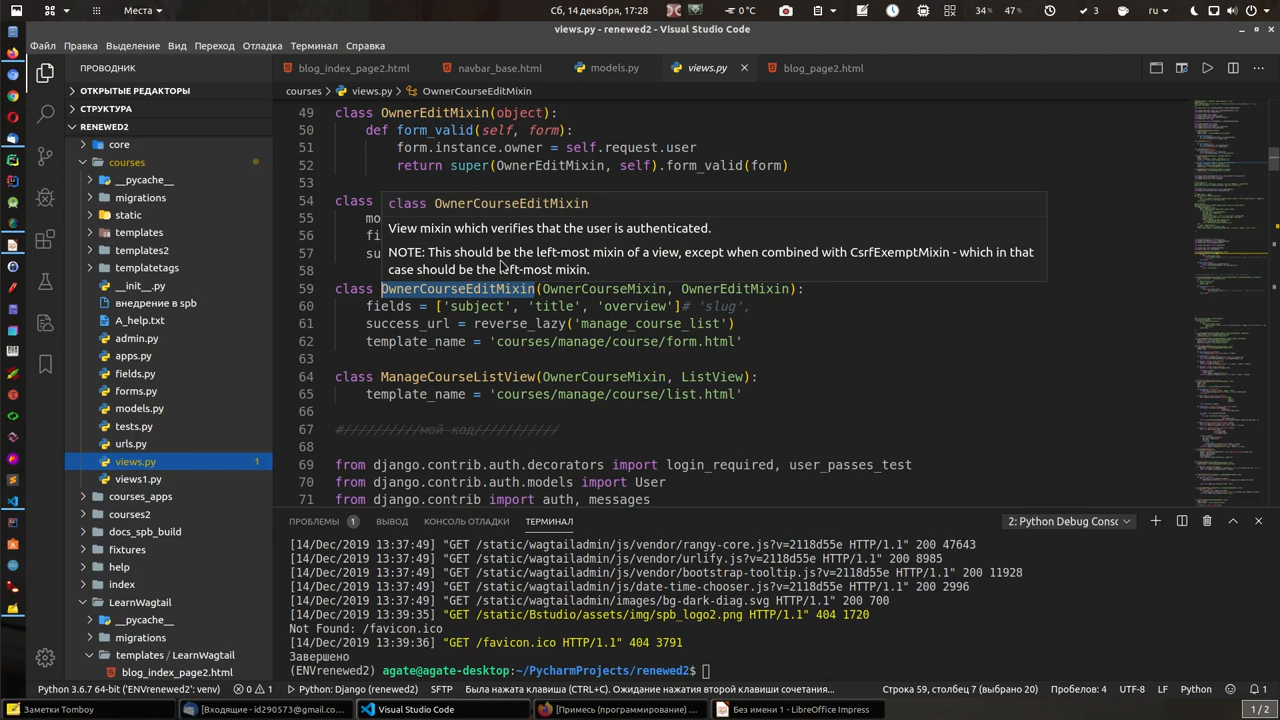 Места
Сб, 14 декабря, 17:28
0°C
34 %
47%
3
ru
views.py - renewed2 - Visual Studio Code
Файл Правка Выделение Вид Переход Отладка Терминал Справка
ПРОВОДНИК
ОТКРЫТЫЕ РЕДАКТОРЫ
СТРУКТУРА
RENEWED2
core
courses
__pycache__
migrations
static
templates
templates2
templatetags
__init__.py
внедрение в spb
A_help.txt
admin.py
apps.py
fields.py
forms.py
models.py
tests.py
urls.py
views.py 1
views1.py
courses_apps
courses2
docs_spb_build
fixtures
help
index
LearnWagtail
__pycache__
migrations
templates / LearnWagtail
blog_index_page2.html
blog_index_page2.html navbar_base.html models.py views.py blog_page2.html
courses > views.py > OwnerCourseEditMixin
49 class OwnerEditMixin(object):
50 def form_valid(self, form):
51 form.instance.owner = self.request.user
52 return super(OwnerEditMixin, self).form_valid(form)
53
54 class
class OwnerCourseEditMixin
55 mo
View mixin which verifies that the user is authenticated.
56 fi
57 su
NOTE: This should be the left-most mixin of a view, except when combined with CsrfExemptMixin - which in that
58
case should be the left-most mixin.
59 class OwnerCourseEditMixin(OwnerCourseMixin, OwnerEditMixin):
60 fields = ['subject', 'title', 'overview']# 'slug',
61 success_url = reverse_lazy('manage_course_list')
62 template_name = 'courses/manage/course/form.html'
64 class ManageCourseListView(OwnerCourseMixin, ListView):
65 template_name = 'courses/manage/course/list.html'
66
67
68
69 from django.contrib.auth.decorators import login_required, user_passes_test
70 from django.contrib.auth.models import User
71 from django.contrib import auth, messages
ПРОБЛЕМЫ 1 ВЫВОД КОНСОЛЬ ОТЛАДКИ ТЕРМИНАЛ
2: Python Debug Consc
[14/Dec/2019 13:37:49] "GET /static/wagtailadmin/js/vendor/rangy-core.js?v=2118d55e HTTP/1.1" 200 47643
[14/Dec/2019 13:37:49] "GET /static/wagtailadmin/js/vendor/urlify.js?v=2118d55e HTTP/1.1" 200 8985
[14/Dec/2019 13:37:49] "GET /static/wagtailadmin/js/vendor/bootstrap-tooltip.js?v=2118d55e HTTP/1.1" 200 11928
[14/Dec/2019 13:37:49] "GET /static/wagtailadmin/js/date-time-choser.js?v=2118d55e HTTP/1.1" 200 2996
[14/Dec/2019 13:37:49] "GET /static/wagtailadmin/images/bg-dark-diag.svg HTTP/1.1" 200 700
[14/Dec/2019 13:39:35] "GET /static/Bstudio/assets/img/spb_logo2.png HTTP/1.1" 404 1720
Not Found: /favicon.ico
[14/Dec/2019 13:39:36] "GET /favicon.ico HTTP/1.1" 404 3791
Завершено
(ENVrenewed2) agate@agate-desktop:~/PycharmProjects/renewed2$
Python 3.6.7 64-bit ('ENVrenewed2': venv) 0 1 Python: Django (renewed2) SFTP Была нажата клавиша (CTRL+C). Ожидание нажатия второй клавиши сочетания… Строка 59, столбец 7 (выбрано 20) Пробелов: 4 UTF-8 LF Python 1
Заметки Tomboy
[Входящие - id290573@gmail.co...
Visual Studio Code
[Примесь (программирование) ...
Без имени 1 - LibreOffice Impress
1 / 2